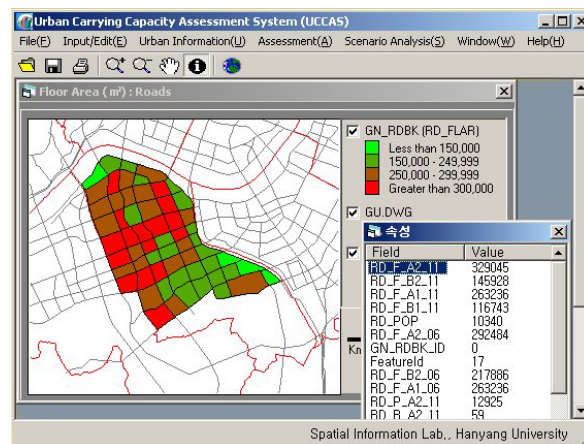 Urban Carrying Capacity Assessment System (UCCAS)
File(F) Input/Edit(E) Urban Information(U) Assessment(A) Scenario Analysis(S) Window(W) Help(H)
Floor Area ( m² ) : Roads
GN_RDBK (RD_FLAR)
Less than 150,000
150,000 - 249,999
250,000 - 299,999
Greater than 300,000
GU.DWG
속성
Field Value
RD_F_A2_11 329045
RD_F_B2_11 145928
RD_F_A1_11 263236
RD_F_B1_11 116743
RD_POP 10340
RD_F_A2_06 292484
GN_RDBK_ID 0
FeatureId 17
RD_F_B2_06 217886
RD_F_A1_06 263236
RD_P_A2_11 12925
RD_B_A2_11 59
Spatial Information Lab,, Hanyang University